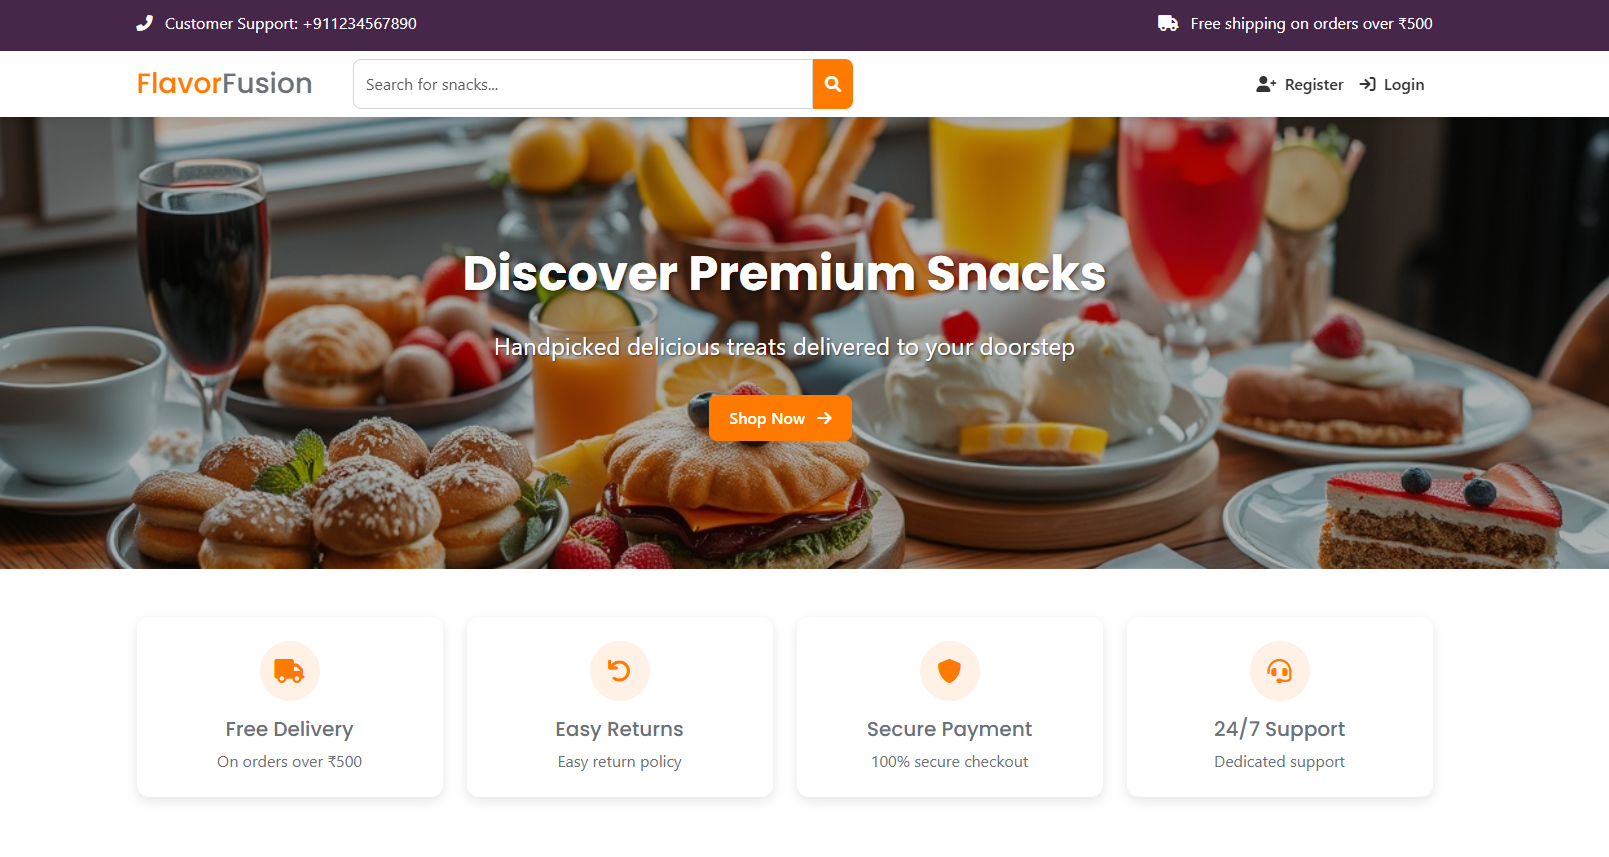 Customer Support: +911234567890
Free shipping on orders over ₹500
FlavorFusion
Search for snacks...
Register
Login
Discover Premium Snacks
Handpicked delicious treats delivered to your doorstep
Shop Now
Free Delivery
On orders over ₹500
Easy Returns
Easy return policy
Secure Payment
100% secure checkout
24/7 Support
Dedicated support